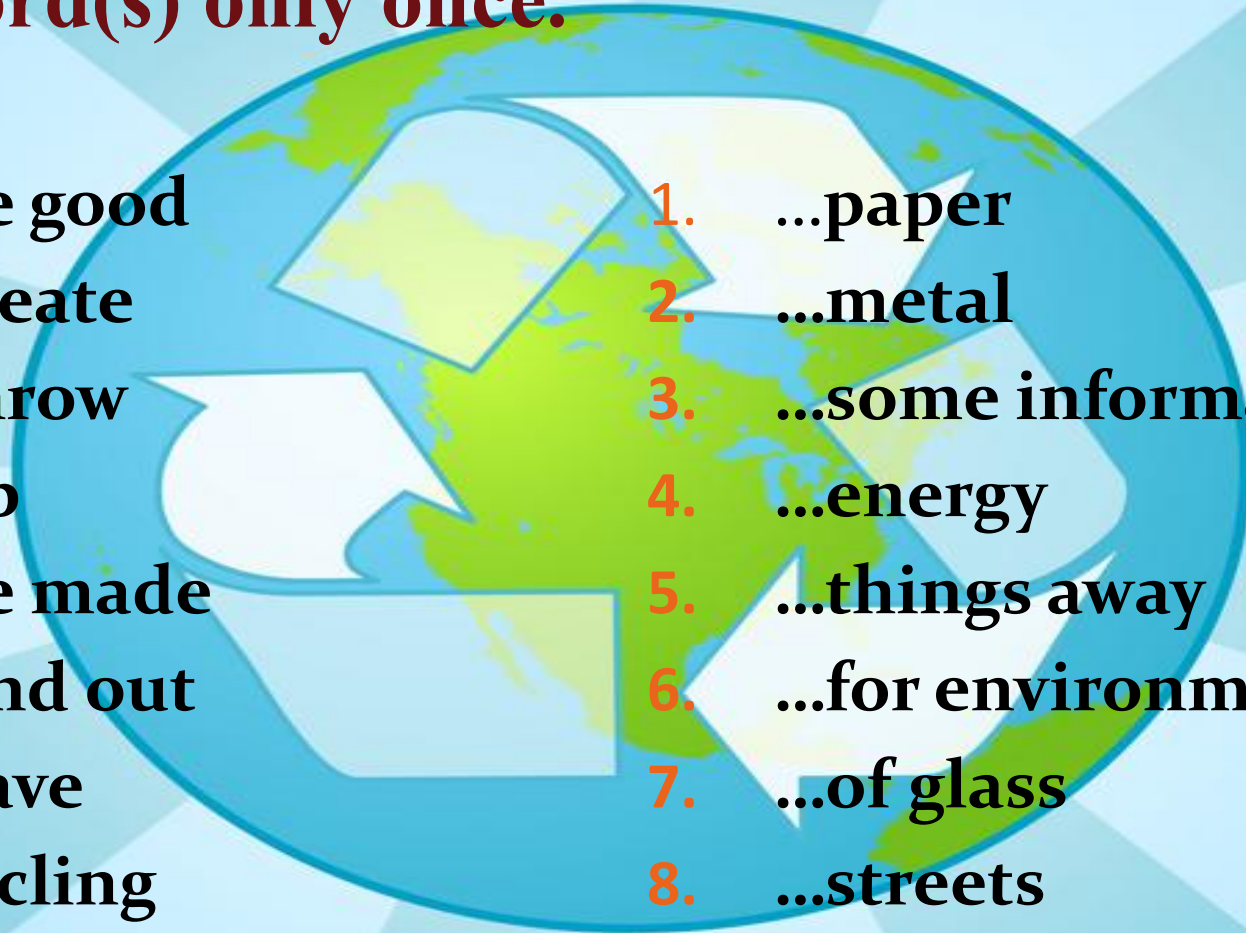 ord(s) only once.
e good
eate
row
e made
nd out
ave
cling
1. ...paper
2. ...metal
3. ...some inform
4. ...energy
5. ...things away
6. ...for environm
7. ...of glass
8. ...streets